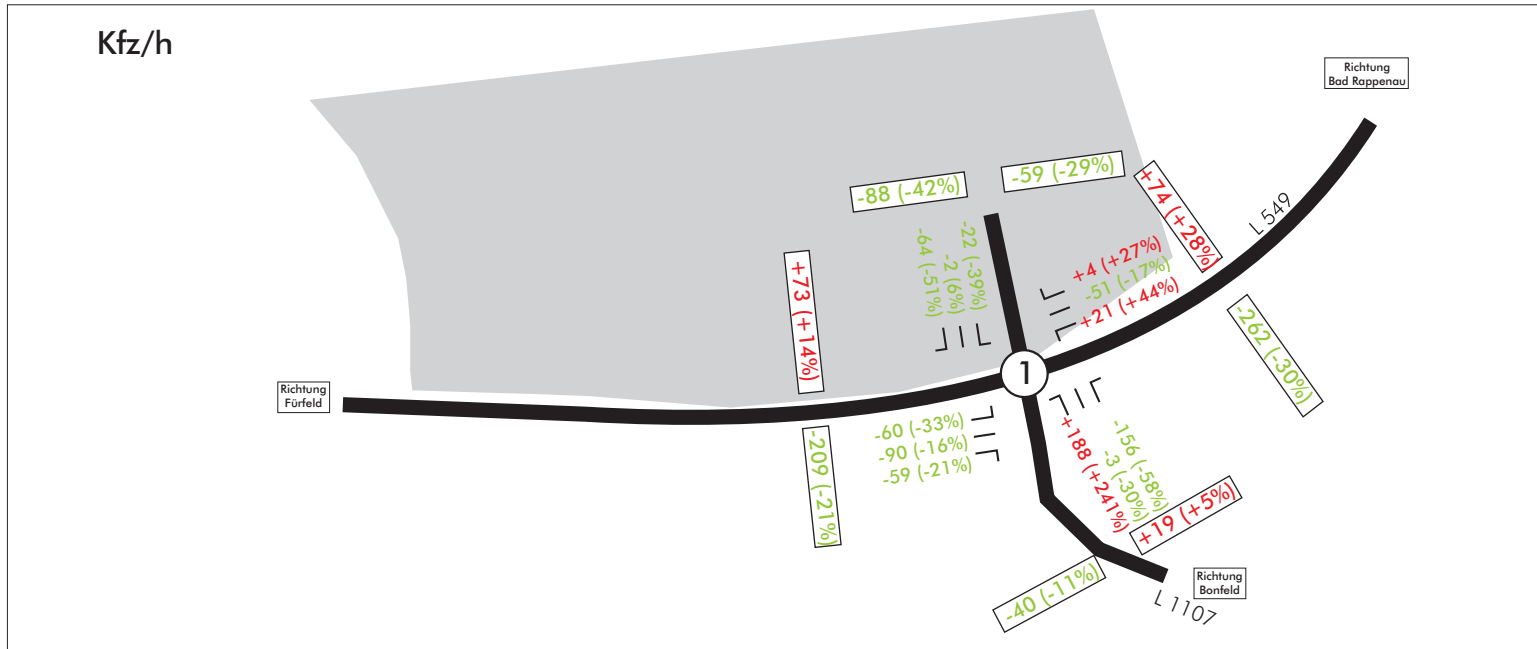 Kfz/h
Richtung
Bad Rappenau
-88 (-42%)
-59 (-29%)
+74 (+28%)
L 549
-64 (-51%)
-2 (6%)
-22 (-39%)
+4 (+27%)
-51 (-17%)
+21 (+44%)
+73 (+14%)
-262 (-30%)
1
Richtung
Fürfeld
-209 (-21%)
-60 (-33%)
-90 (-16%)
-59 (-21%)
+188 (+241%)
-3 (-30%)
-156 (-58%)
+19 (+5%)
-40 (-11%)
Richtung
Bonfeld
L 1107